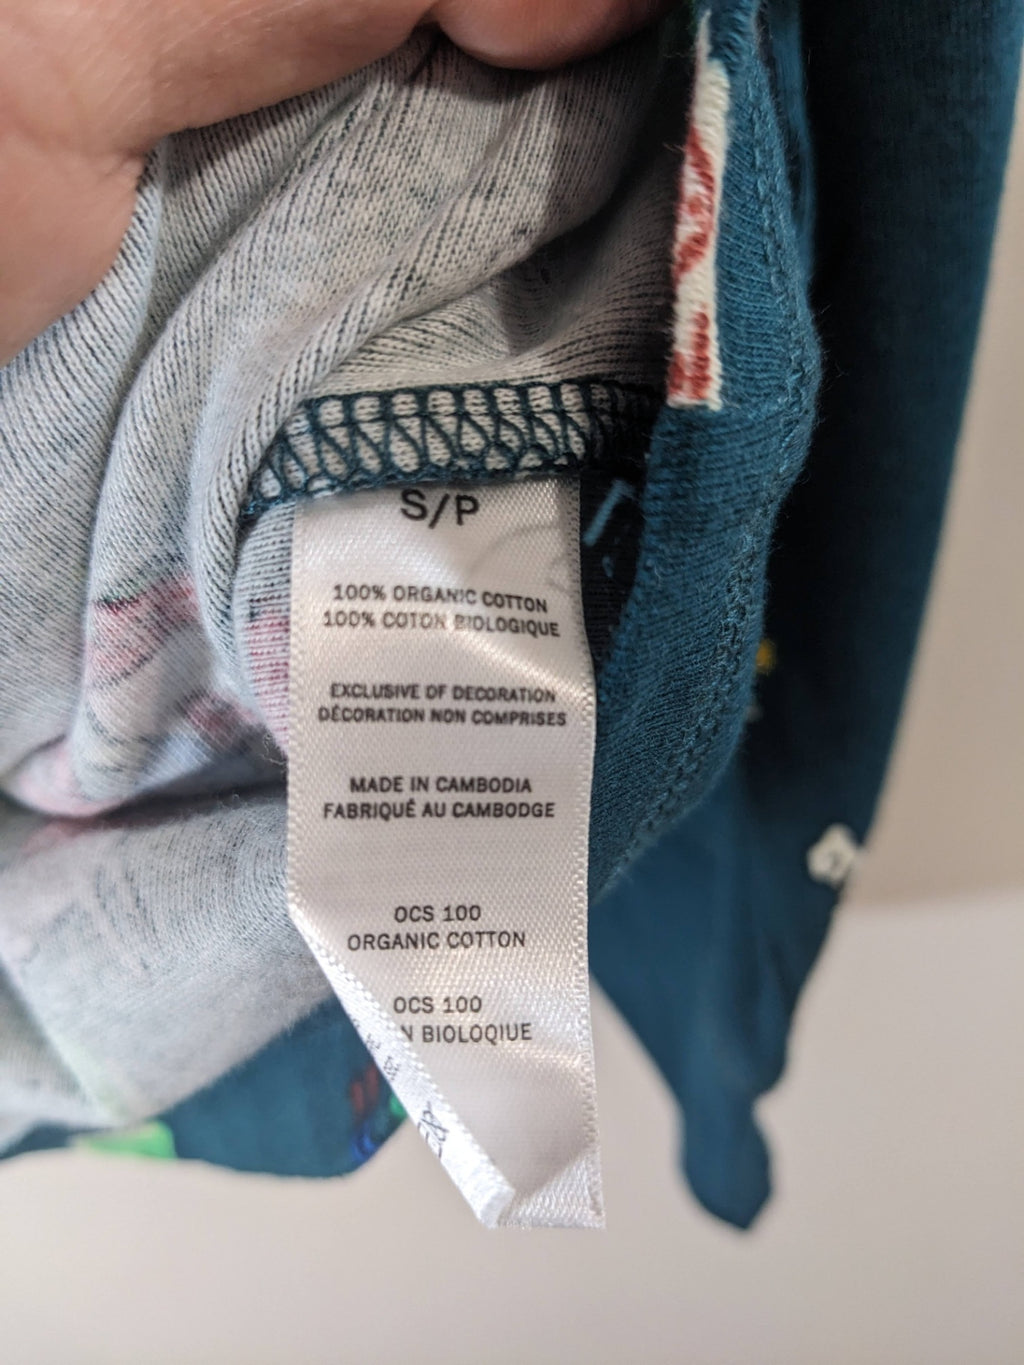 S/P
100% ORGANIC COTTON
100% COTON BIOLOGIQUE
EXCLUSIVE OF DECORATION
DÉCORATION NON COMPRISES
MADE IN CAMBODIA
FABRIQUÉ AU CAMBODGE
OCS 100
ORGANIC COTTON
OCS 100
BIOLOQIUE